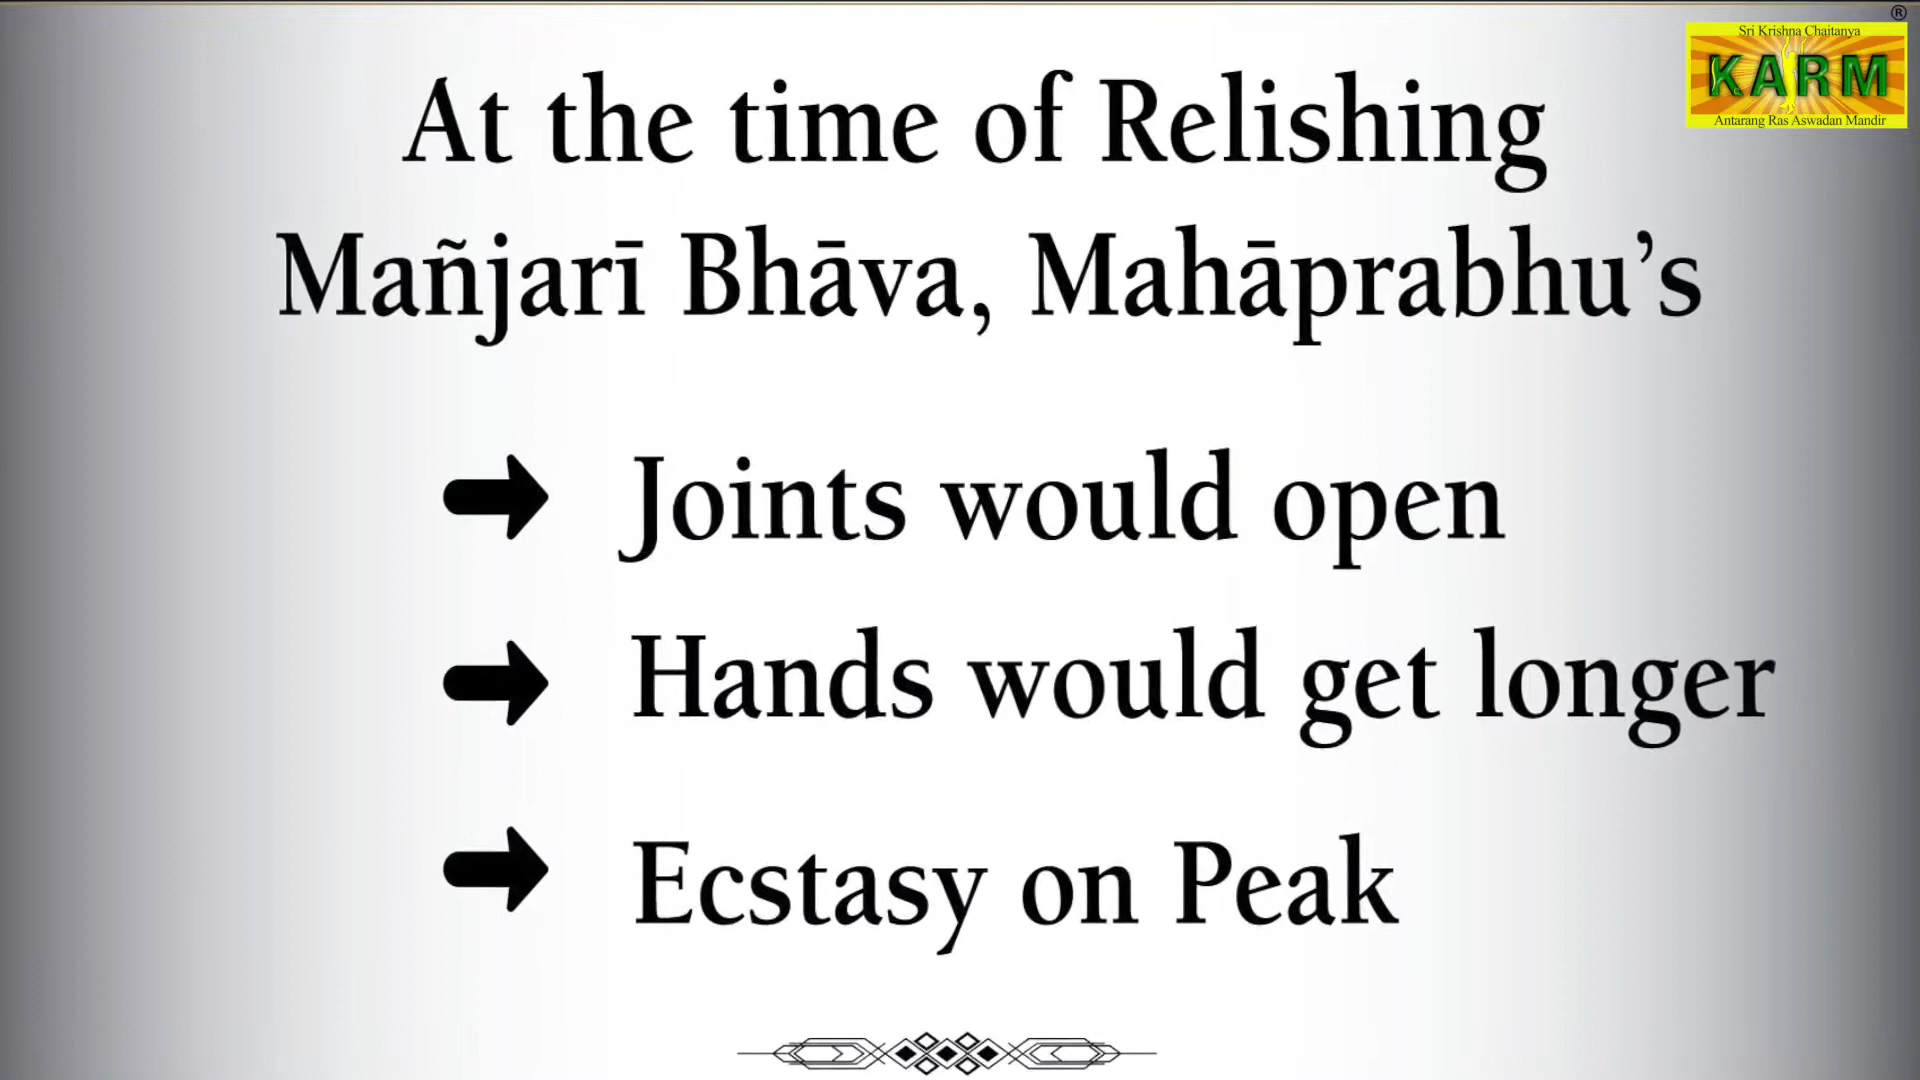 ®
Sri Krishna Chaitanya
KARM
Antarang Ras Aswadan Mandir
At the time of Relishing
Mañjarī Bhāva, Mahāprabhu’s
Joints would open
Hands would get longer
Ecstasy on Peak